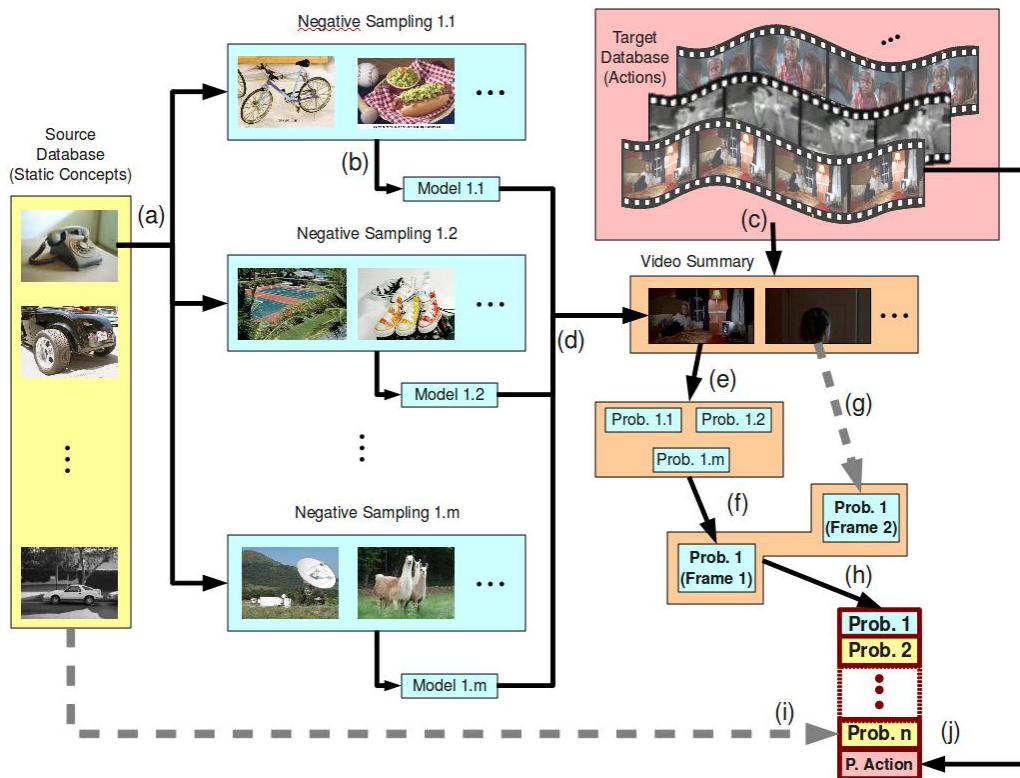 Negative Sampling 1.1
Target
Database
(Actions)
...
...
Source
Database
(Static Concepts)
(a)
(b)
Model 1.1
(c)
Negative Sampling 1.2
Video Summary
...
...
(d)
Model 1.2
(e)
(g)
Prob. 1.1
Prob. 1.2
Prob. 1.m
Negative Sampling 1.m
(f)
Prob. 1
(Frame 2)
Prob. 1
(Frame 1)
...
(h)
Prob. 1
Prob. 2
Model 1.m
(i)
Prob. n
(j)
P. Action